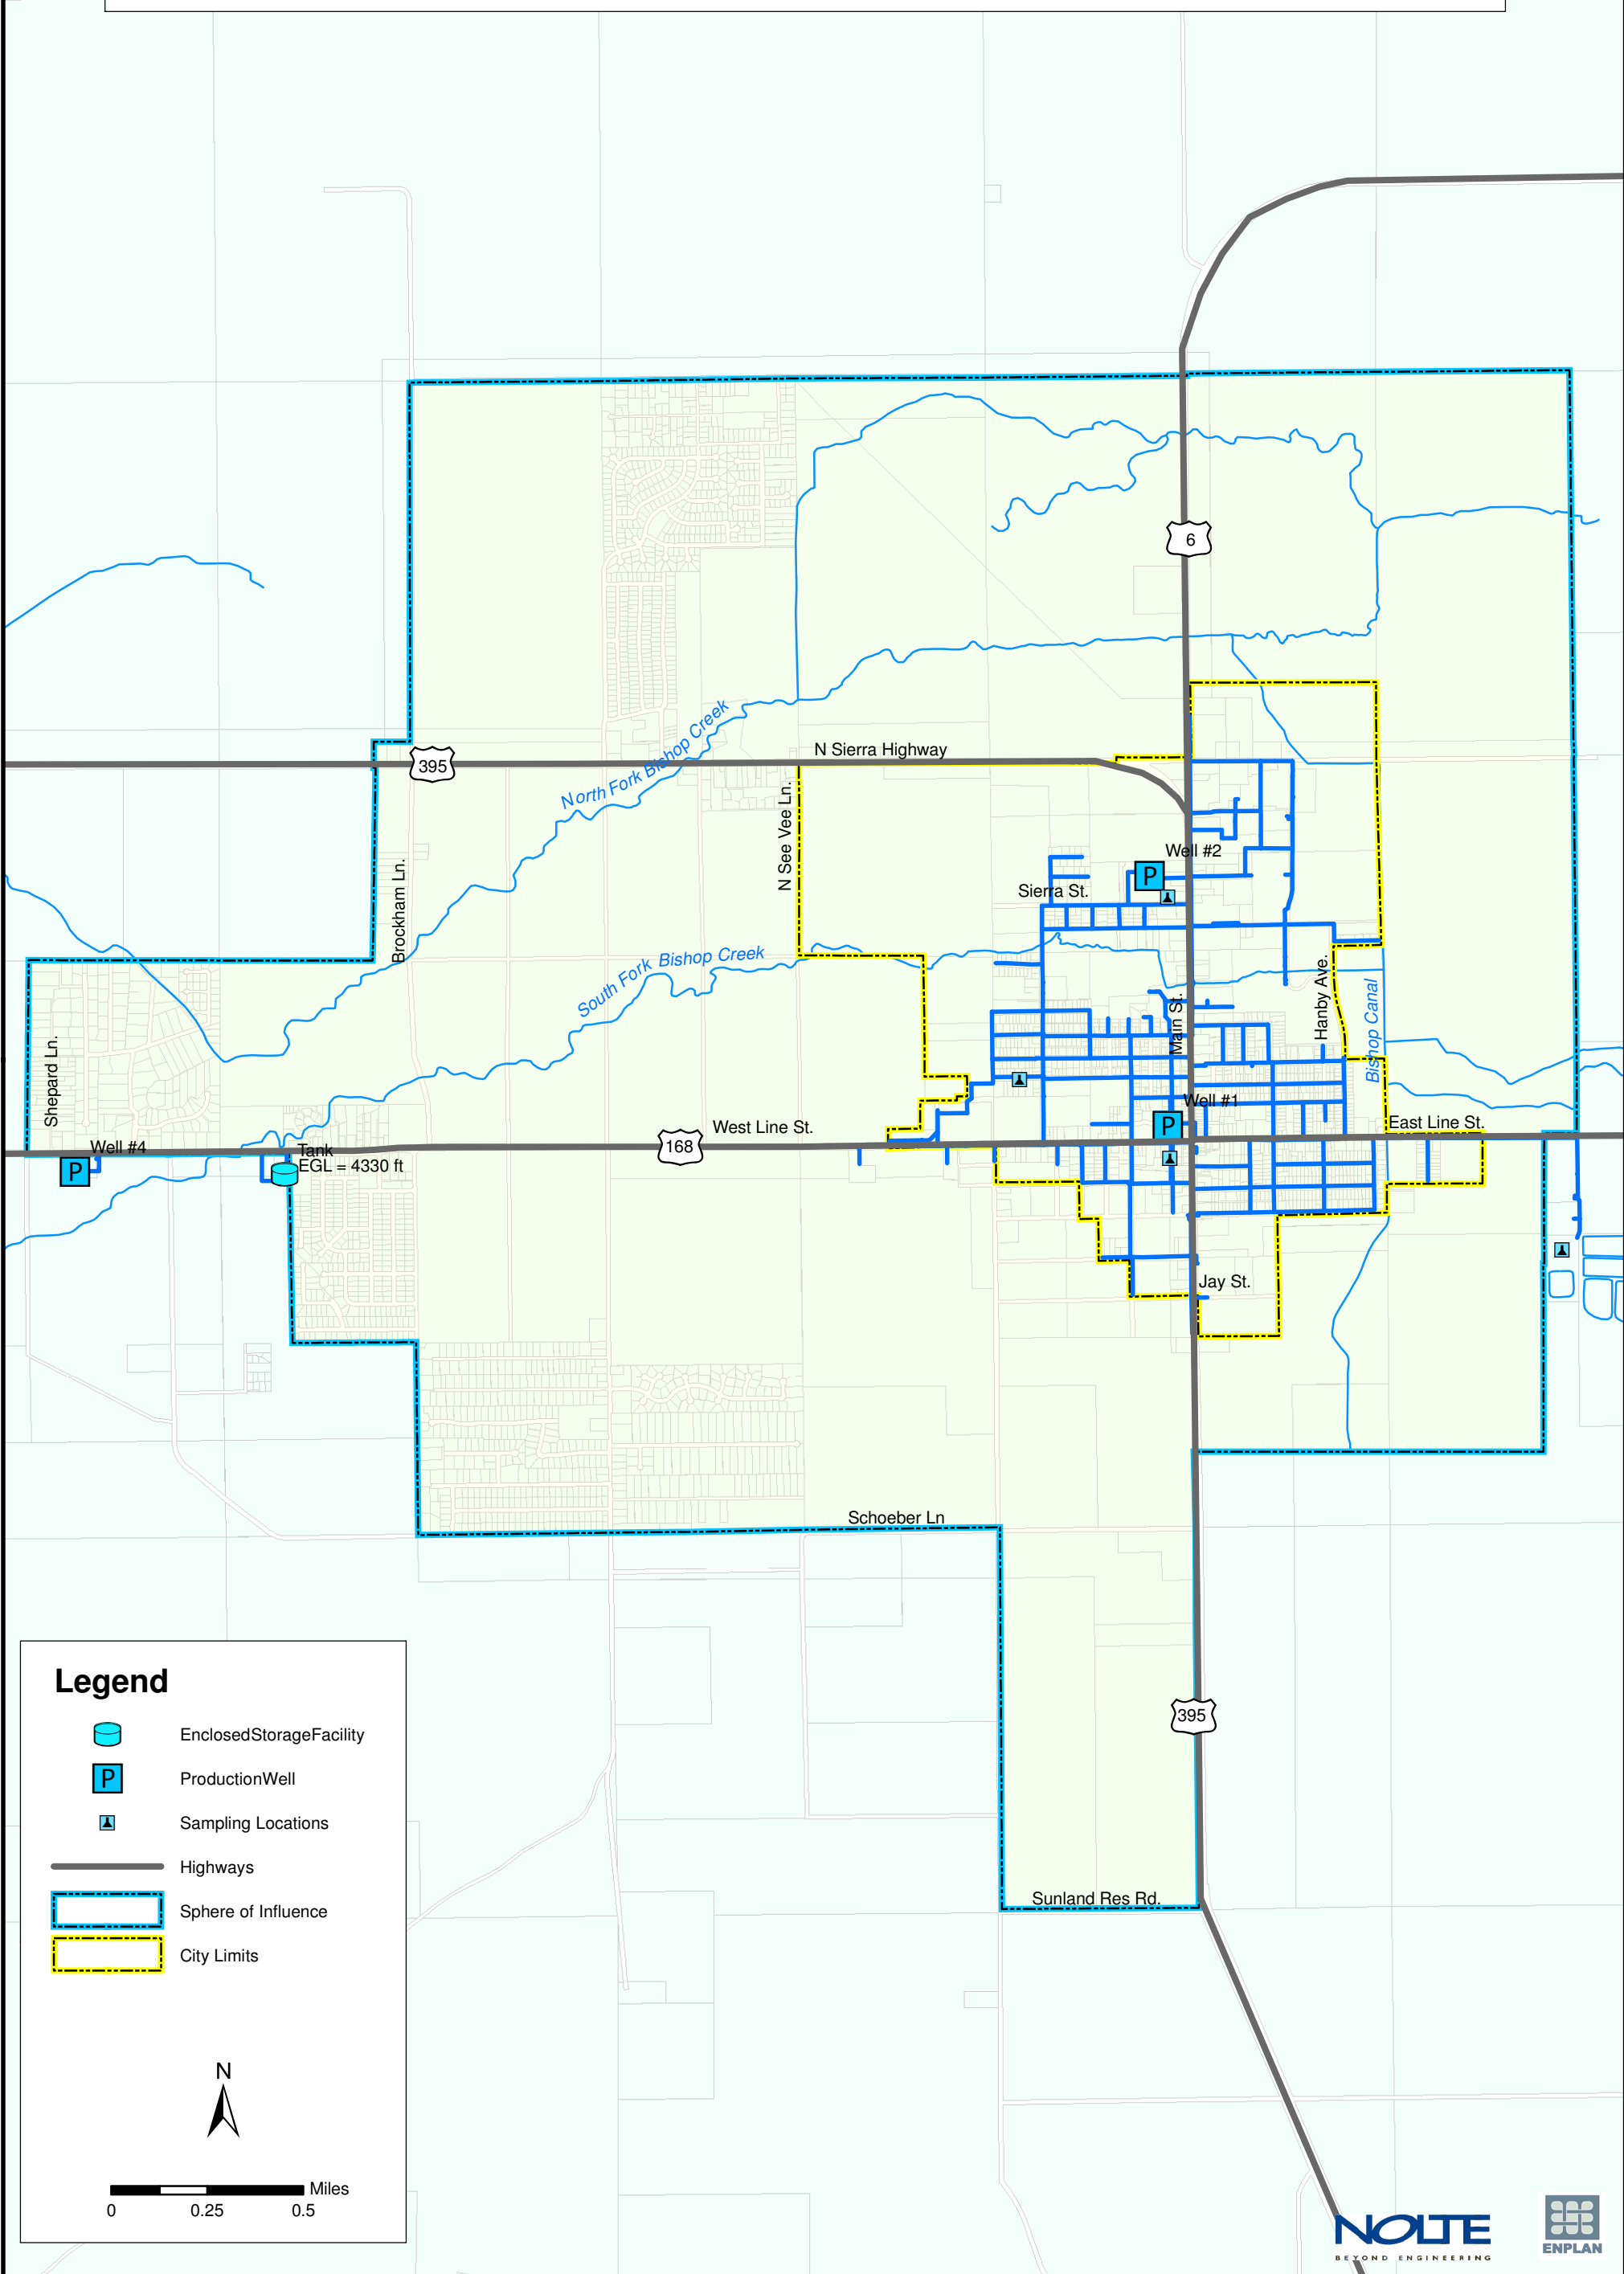 6
N Sierra Highway
395
North Fork Bishop Creek
N See Vee Ln.
Well #2
P
Sierra St.
Brockham Ln.
South Fork Bishop Creek
Hanby Ave.
Main St.
Bishop Canal
Shepard Ln.
Well #1
P
West Line St.
East Line St.
168
Well #4
P
Tank
EGL = 4330 ft
Jay St.
Schoeber Ln
395
Sunland Res Rd.
Legend
EnclosedStorageFacility
P
ProductionWell
Sampling Locations
Highways
Sphere of Influence
City Limits
N
Miles
0 0.25 0.5
NOLTE
BEYOND ENGINEERING
ENPLAN